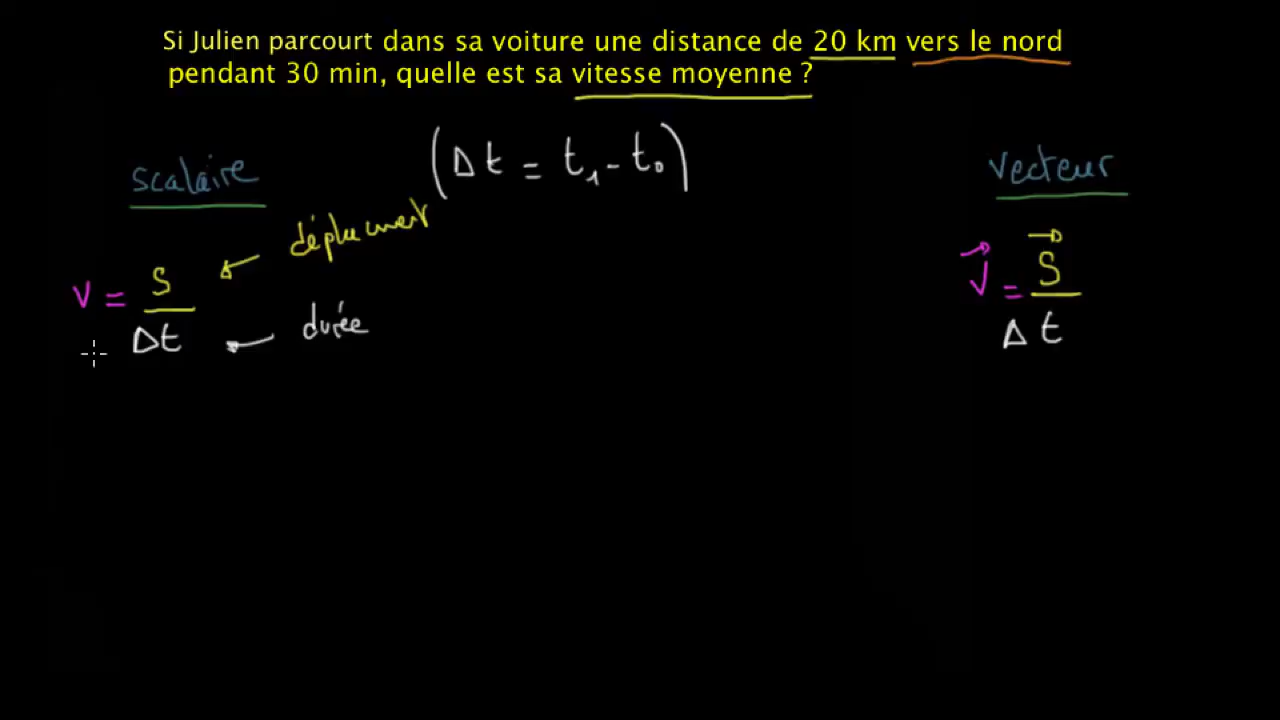 Si Julien parcourt dans sa voiture une distance de 20 km vers le nord
pendant 30 min, quelle est sa vitesse moyenne ?
(Δt = t₁ - t₀)
scalaire
vecteur
déplacement
v = s / Δt
durée
v⃗ = s⃗ / Δt